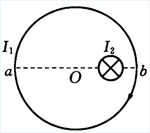 I₁ I₂
a O b